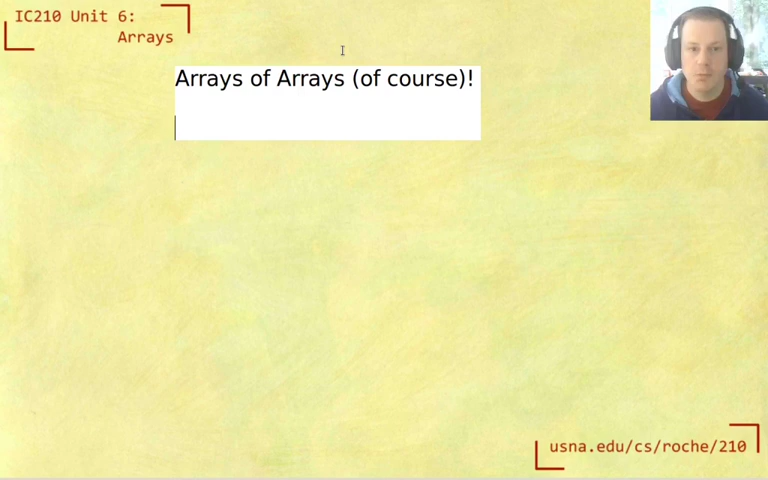 IC210 Unit 6:
Arrays
Arrays of Arrays (of course)!
usna.edu/cs/roche/210